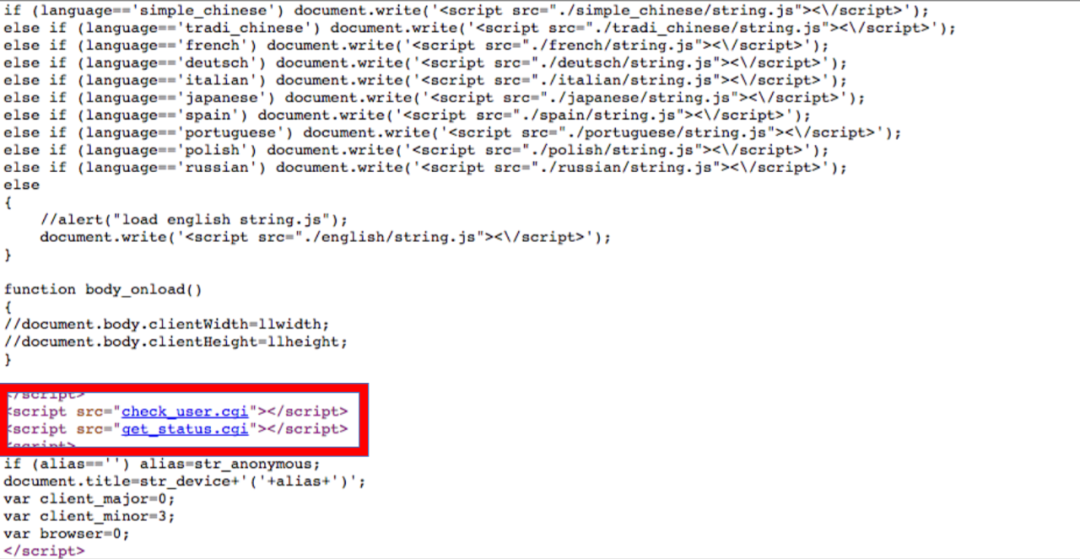 if (language=='simple_chinese') document.write('<script src="./simple_chinese/string.js"><\/script>');
else if (language=='tradi_chinese') document.write('<script src="./tradi_chinese/string.js"><\/script>');
else if (language=='french') document.write('<script src="./french/string.js"><\/script>');
else if (language=='deutsch') document.write('<script src="./deutsch/string.js"><\/script>');
else if (language=='italian') document.write('<script src="./italian/string.js"><\/script>');
else if (language=='japanese') document.write('<script src="./japanese/string.js"><\/script>');
else if (language=='spain') document.write('<script src="./spain/string.js"><\/script>');
else if (language=='portuguese') document.write('<script src="./portuguese/string.js"><\/script>');
else if (language=='polish') document.write('<script src="./polish/string.js"><\/script>');
else if (language=='russian') document.write('<script src="./russian/string.js"><\/script>');
else
{
//alert("load english string.js");
document.write('<script src="./english/string.js"><\/script>');
}
function body_onload()
{
//document.body.clientWidth=llwidth;
//document.body.clientHeight=llheight;
}
</script>
<script src="check_user.cgi"></script>
<script src="get_status.cgi"></script>
<script>
if (alias=='') alias=str_anonymous;
document.title=str_device+'('+alias+')';
var client_major=0;
var client_minor=3;
var browser=0;
</script>